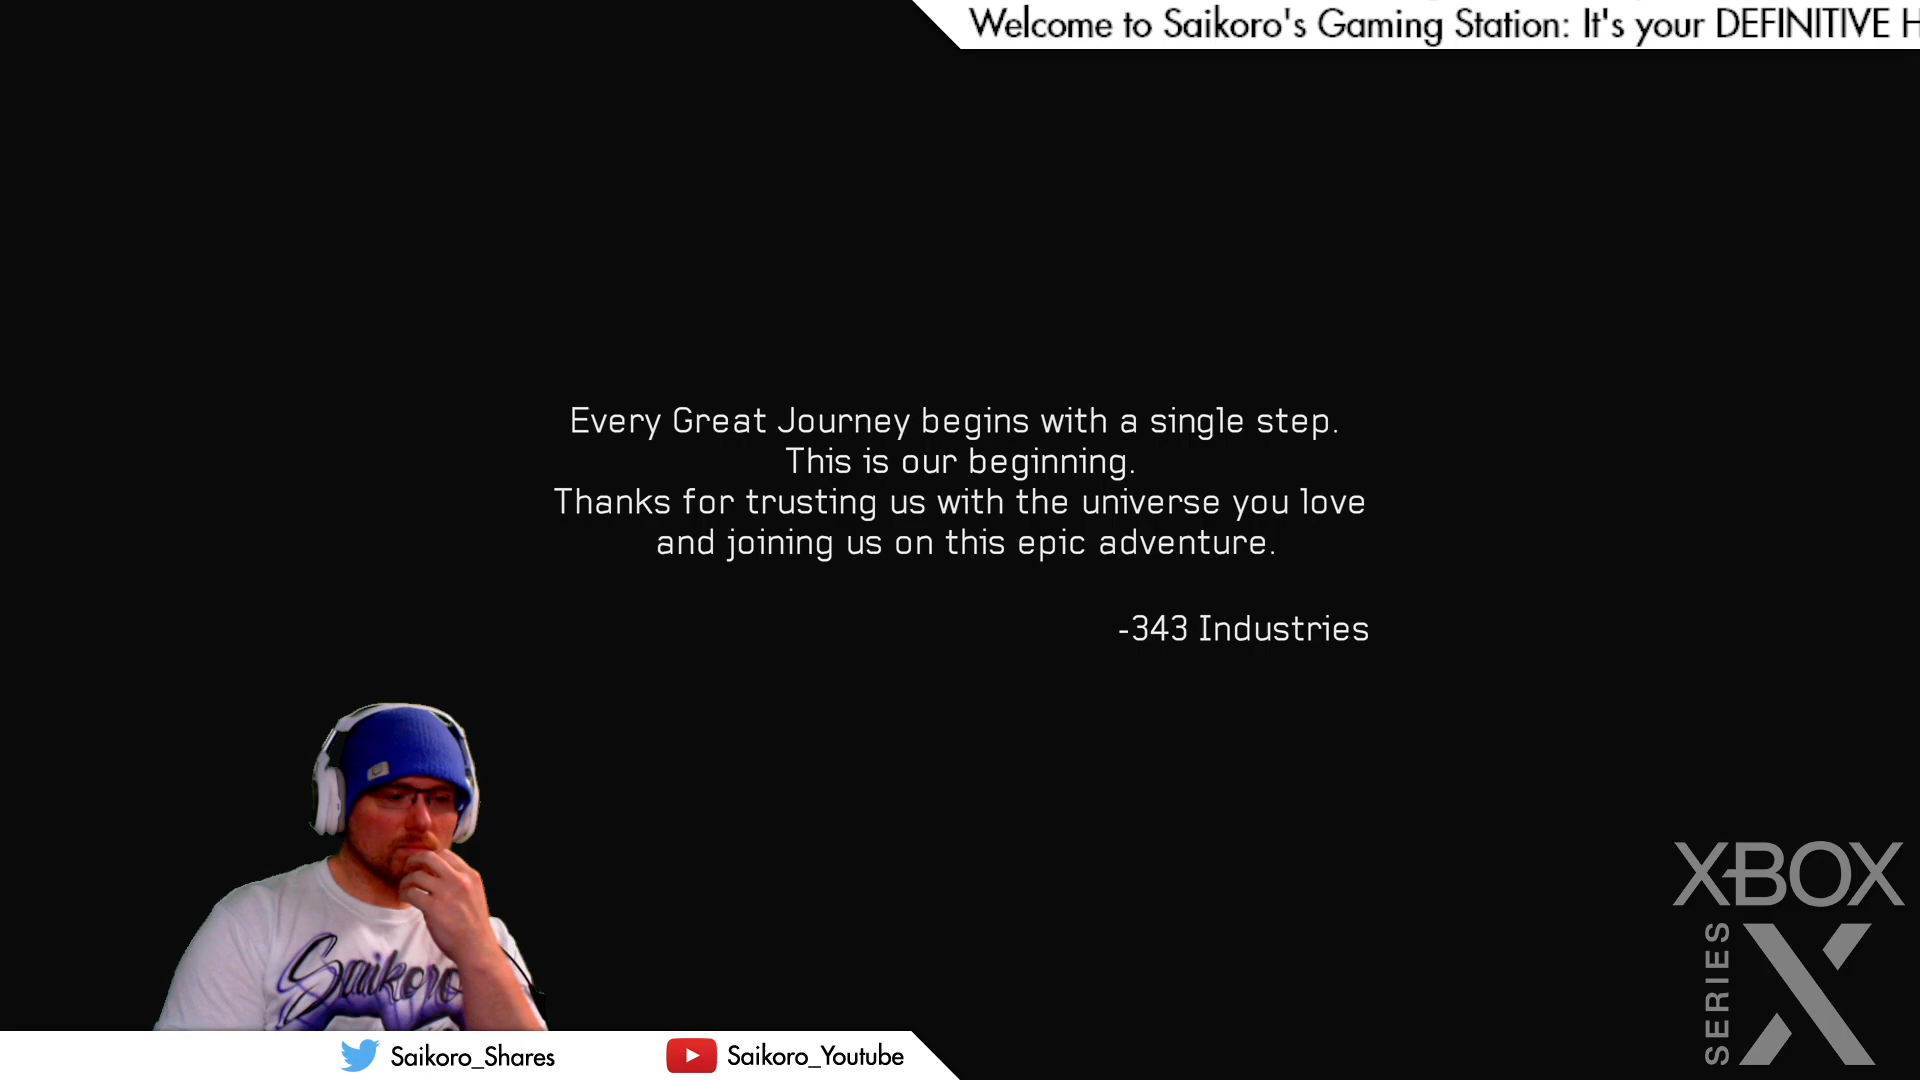 Welcome to Saikoro's Gaming Station: It's your DEFINITIVE
Every Great Journey begins with a single step.
This is our beginning.
Thanks for trusting us with the universe you love
and joining us on this epic adventure.
-343 Industries
Saikoro
XBOX
SERIES X
Saikoro_Shares
Saikoro_Youtube